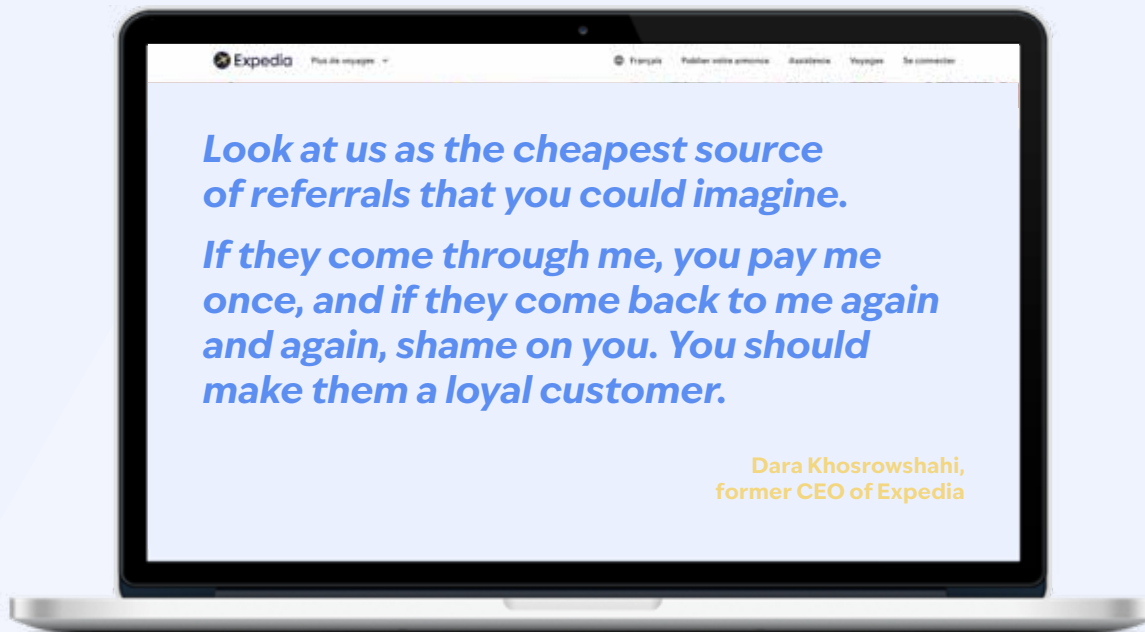 Expedia Plus de voyages Français Publier votre annonce Assistance Voyages Se connecter
Look at us as the cheapest source
of referrals that you could imagine.
If they come through me, you pay me
once, and if they come back to me again
and again, shame on you. You should
make them a loyal customer.
Dara Khosrowshahi,
former CEO of Expedia